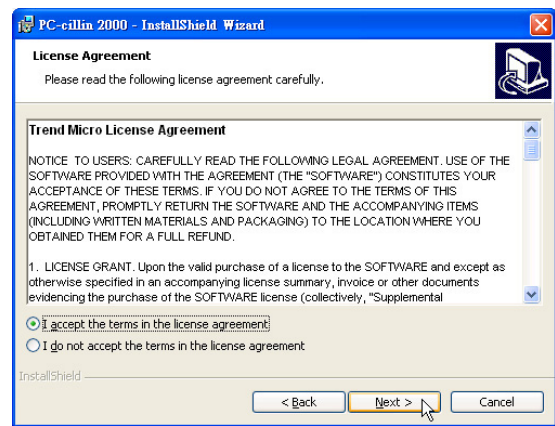 PC-cillin 2000 - InstallShield Wizard
License Agreement
Please read the following license agreement carefully.
Trend Micro License Agreement
NOTICE TO USERS: CAREFULLY READ THE FOLLOWING LEGAL AGREEMENT. USE OF THE
SOFTWARE PROVIDED WITH THE AGREEMENT (THE "SOFTWARE") CONSTITUTES YOUR
ACCEPTANCE OF THESE TERMS. IF YOU DO NOT AGREE TO THE TERMS OF THIS
AGREEMENT, PROMPTLY RETURN THE SOFTWARE AND THE ACCOMPANYING ITEMS
(INCLUDING WRITTEN MATERIALS AND PACKAGING) TO THE LOCATION WHERE YOU
OBTAINED THEM FOR A FULL REFUND.
1. LICENSE GRANT. Upon the valid purchase of a license to the SOFTWARE and except as
otherwise specified in an accompanying license summary, invoice or other documents
evidencing the purchase of the SOFTWARE license (collectively, "Supplemental
I accept the terms in the license agreement
I do not accept the terms in the license agreement
InstallShield
< Back Next > Cancel